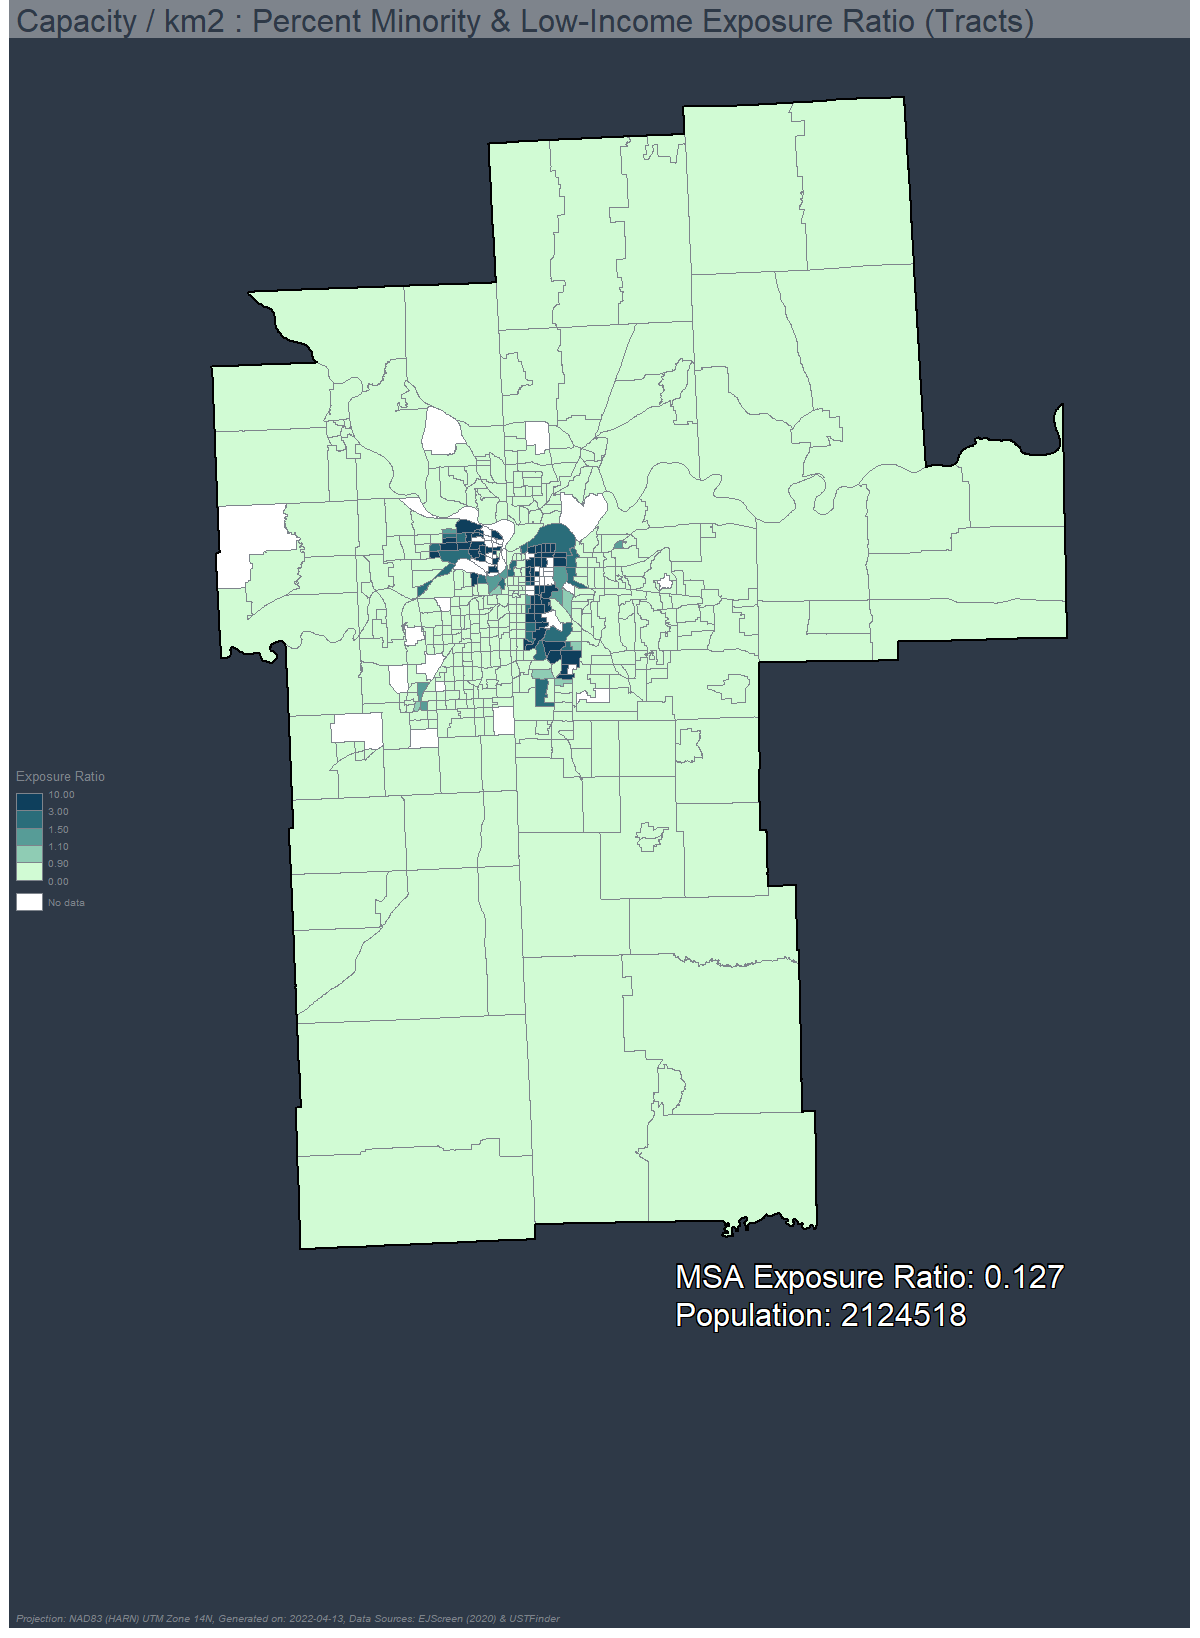 Capacity / km2 : Percent Minority & Low-Income Exposure Ratio (Tracts)
Exposure Ratio
10.00
3.00
1.50
1.10
0.90
0.00
No data
MSA Exposure Ratio: 0.127
Population: 2124518
Projection: NAD83 (HARN) UTM Zone 14N, Generated on: 2022-04-13, Data Sources: EJScreen (2020) & USTFinder